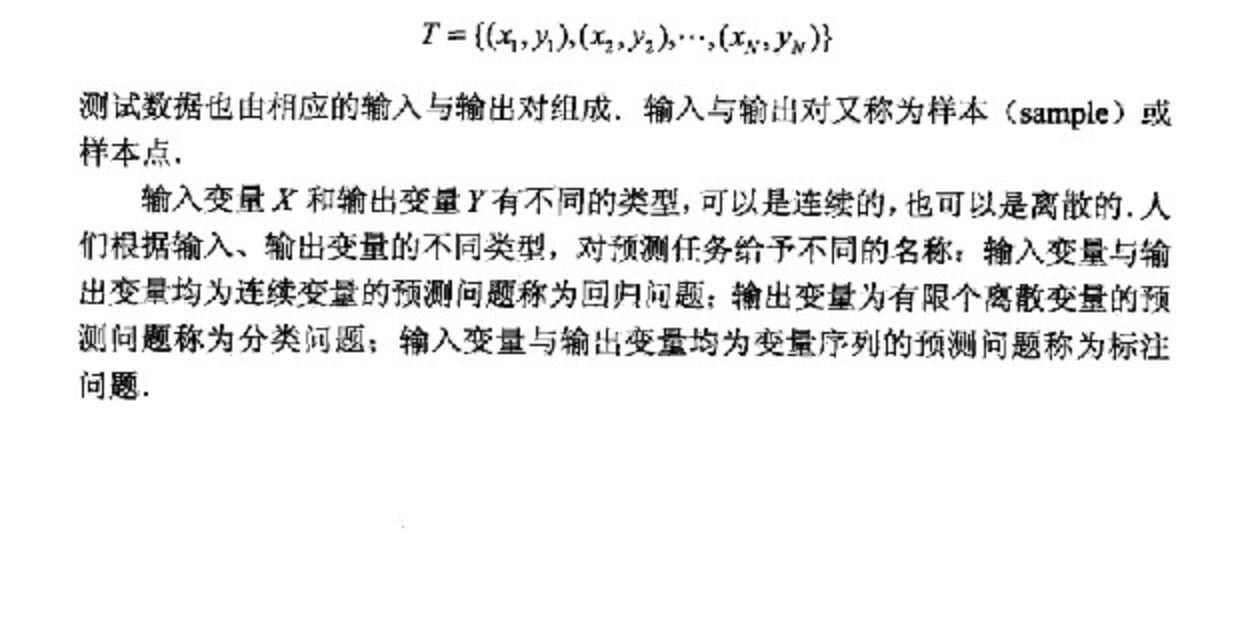 T = {(x₁, y₁), (x₂, y₂), ⋯, (x_N, y_N)}
测试数据也由相应的输入与输出对组成．输入与输出对又称为样本（sample）或
样本点．
输入变量 X 和输出变量 Y 有不同的类型，可以是连续的，也可以是离散的．人
们根据输入、输出变量的不同类型，对预测任务给予不同的名称：输入变量与输
出变量均为连续变量的预测问题称为回归问题；输出变量为有限个离散变量的预
测问题称为分类问题；输入变量与输出变量均为变量序列的预测问题称为标注
问题．